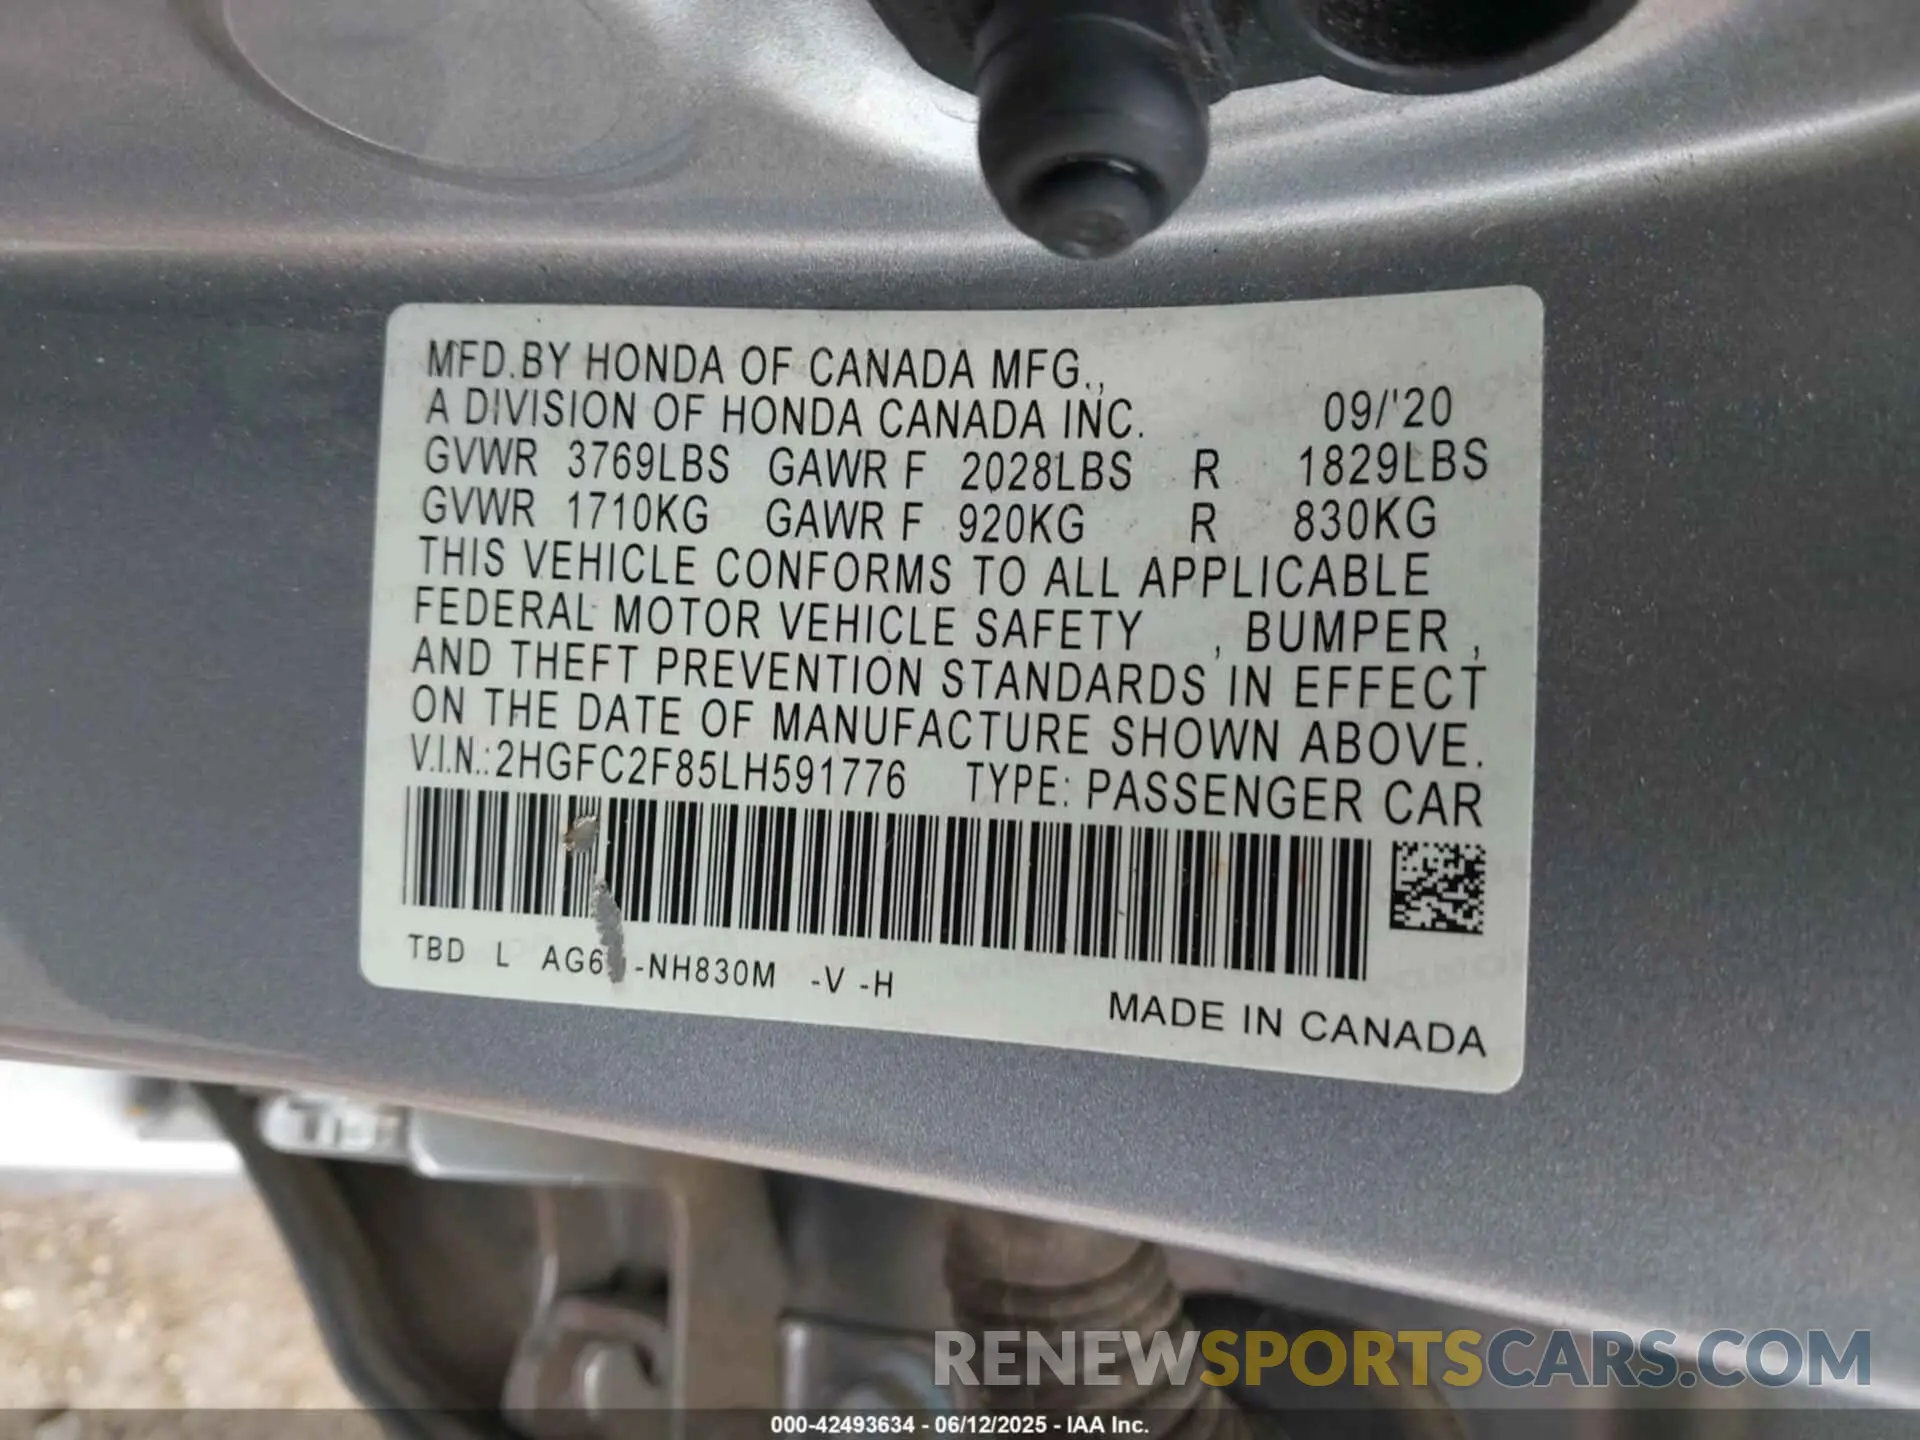 MFD.BY HONDA OF CANADA MFG.,
A DIVISION OF HONDA CANADA INC. 09/'20
GVWR 3769LBS GAWR F 2028LBS R 1829LBS
GVWR 1710KG GAWR F 920KG R 830KG
THIS VEHICLE CONFORMS TO ALL APPLICABLE
FEDERAL MOTOR VEHICLE SAFETY , BUMPER ,
AND THEFT PREVENTION STANDARDS IN EFFECT
ON THE DATE OF MANUFACTURE SHOWN ABOVE.
V.I.N.:2HGFC2F85LH591776 TYPE: PASSENGER CAR
TBD L -NH830M -V -H
MADE IN CANADA
RENEWSPORTSCARS.COM
000-42493634 - 06/12/2025 - IAA Inc.